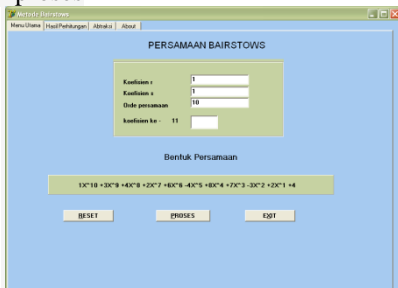 proses
Metode Bairstows
Menu Utama Hasil Perhitungan Abtraksi About
PERSAMAAN BAIRSTOWS
Koefisien r 1
Koefisien s 1
Orde persamaan 10
koefisien ke - 11
Bentuk Persamaan
1X^10 +3X^9 +4X^8 +2X^7 +6X^6 -4X^5 +8X^4 +7X^3 -3X^2 +2X^1 +4
RESET PROSES EXIT